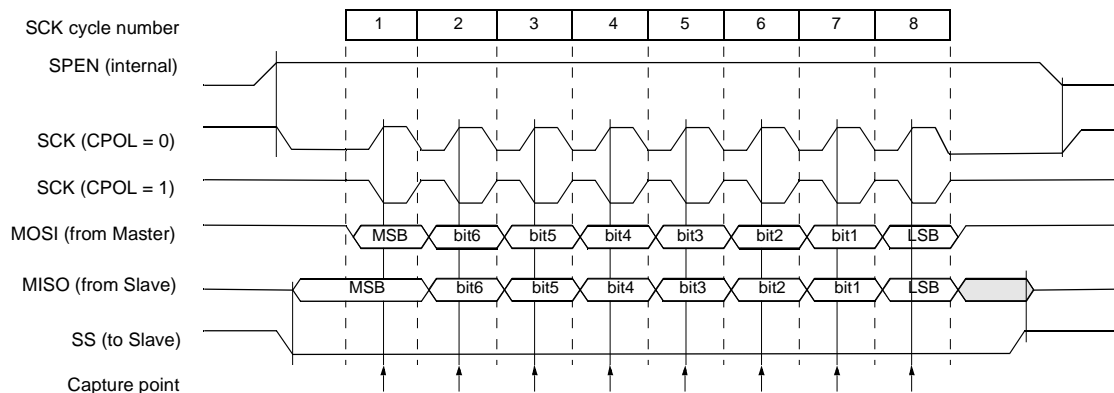 SCK cycle number 1 2 3 4 5 6 7 8
SPEN (internal)
SCK (CPOL = 0)
SCK (CPOL = 1)
MOSI (from Master) MSB bit6 bit5 bit4 bit3 bit2 bit1 LSB
MISO (from Slave) MSB bit6 bit5 bit4 bit3 bit2 bit1 LSB
SS (to Slave)
Capture point